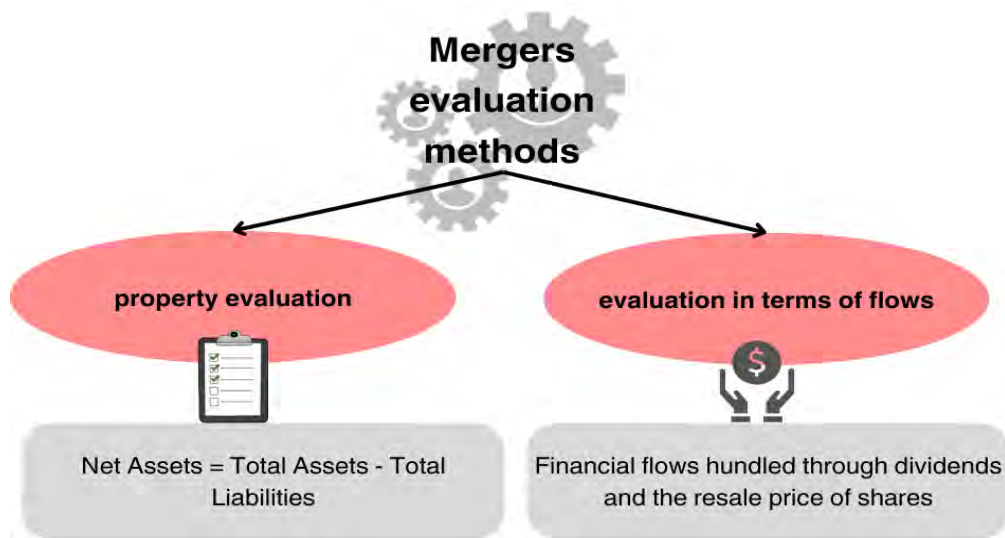 Mergers
evaluation
methods
property evaluation
evaluation in terms of flows
$
Net Assets = Total Assets - Total
Liabilities
Financial flows hundled through dividends
and the resale price of shares